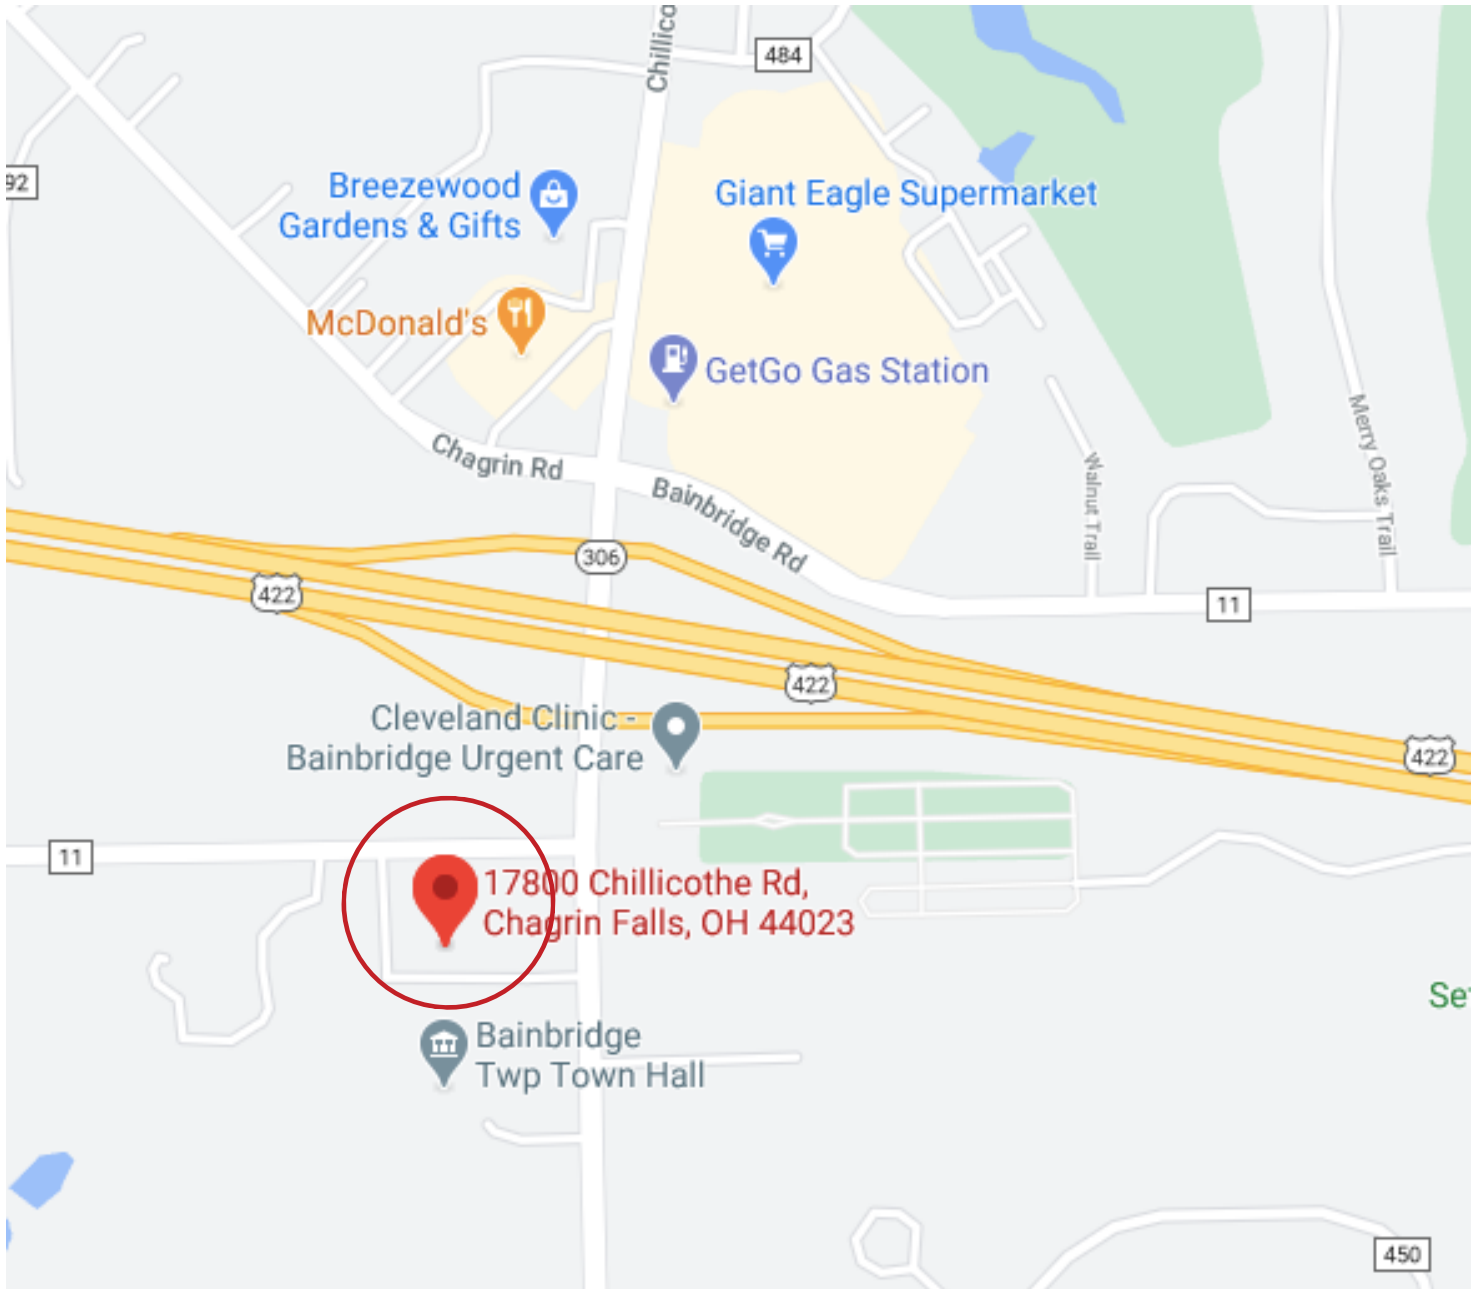 Chillico
484
92
Breezewood
Gardens & Gifts
Giant Eagle Supermarket
McDonald's
GetGo Gas Station
Chagrin Rd
Bainbridge Rd
Walnut Trail
Merry Oaks Trail
306
422
11
422
Cleveland Clinic -
Bainbridge Urgent Care
422
11
17800 Chillicothe Rd,
Chagrin Falls, OH 44023
Se
Bainbridge
Twp Town Hall
450